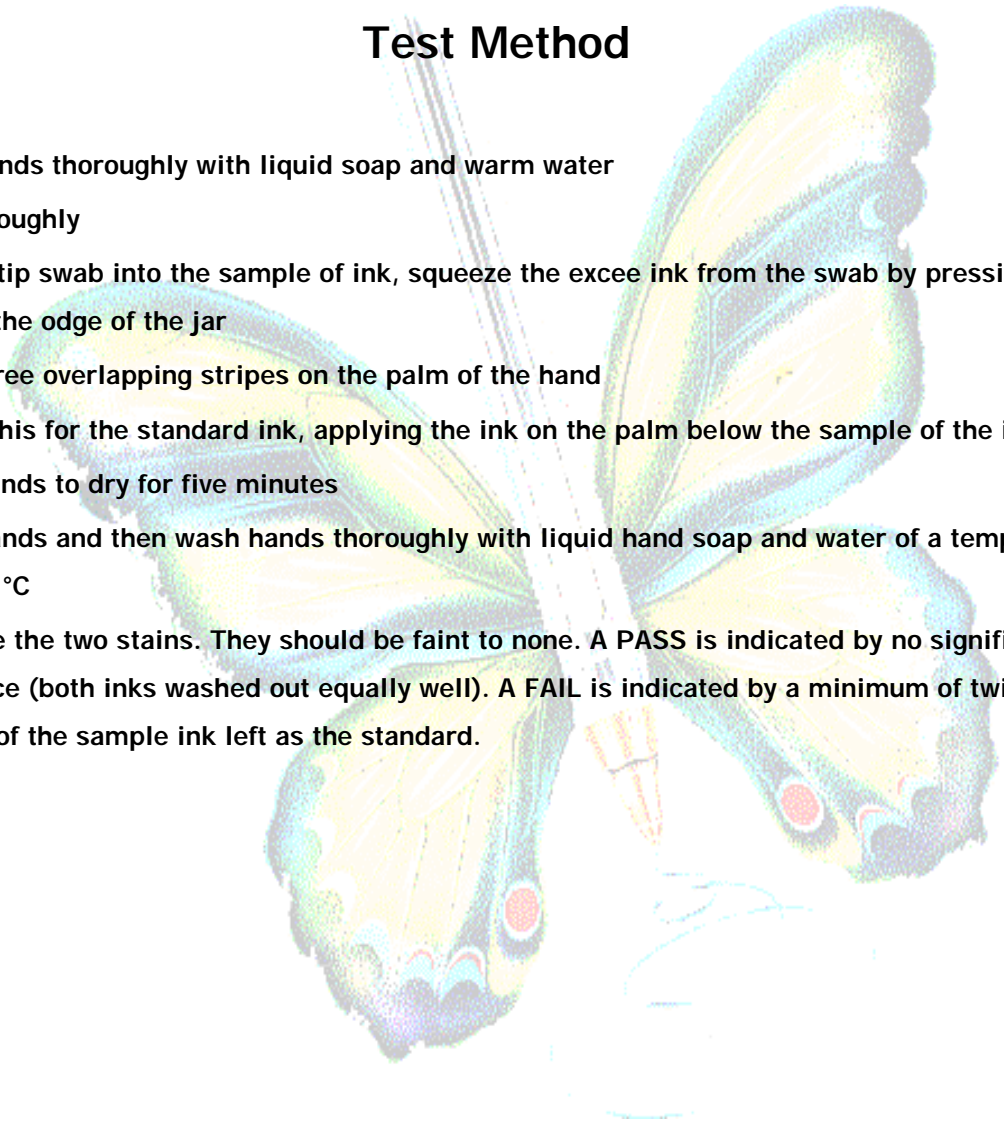 Test Method
nds thoroughly with liquid soap and warm water
oughly
tip swab into the sample of ink, squeeze the excee ink from the swab by pressi
the odge of the jar
ree overlapping stripes on the palm of the hand
his for the standard ink, applying the ink on the palm below the sample of the i
nds to dry for five minutes
ands and then wash hands thoroughly with liquid hand soap and water of a temp
°C
e the two stains. They should be faint to none. A PASS is indicated by no signifi
ce (both inks washed out equally well). A FAIL is indicated by a minimum of twi
of the sample ink left as the standard.